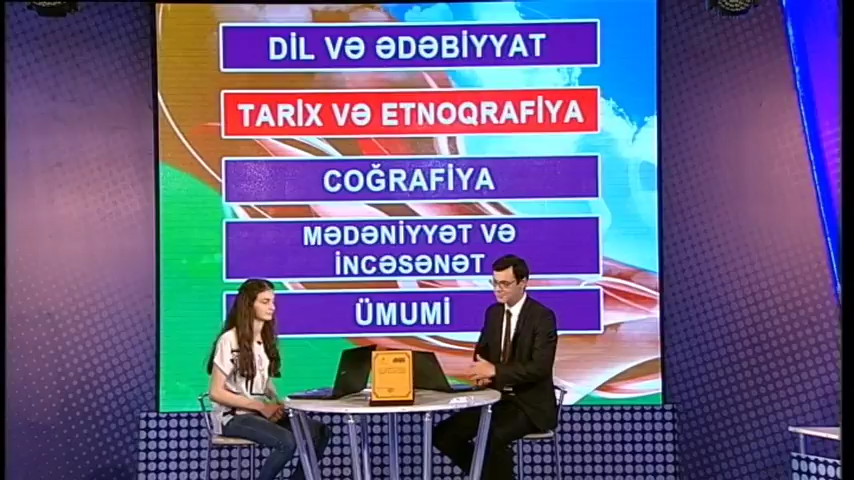 DİL VƏ ƏDƏBİYYAT
TARİX VƏ ETNOQRAFİYA
COĞRAFİYA
MƏDƏNİYYƏT VƏ
İNCƏSƏNƏT
ÜMUMİ